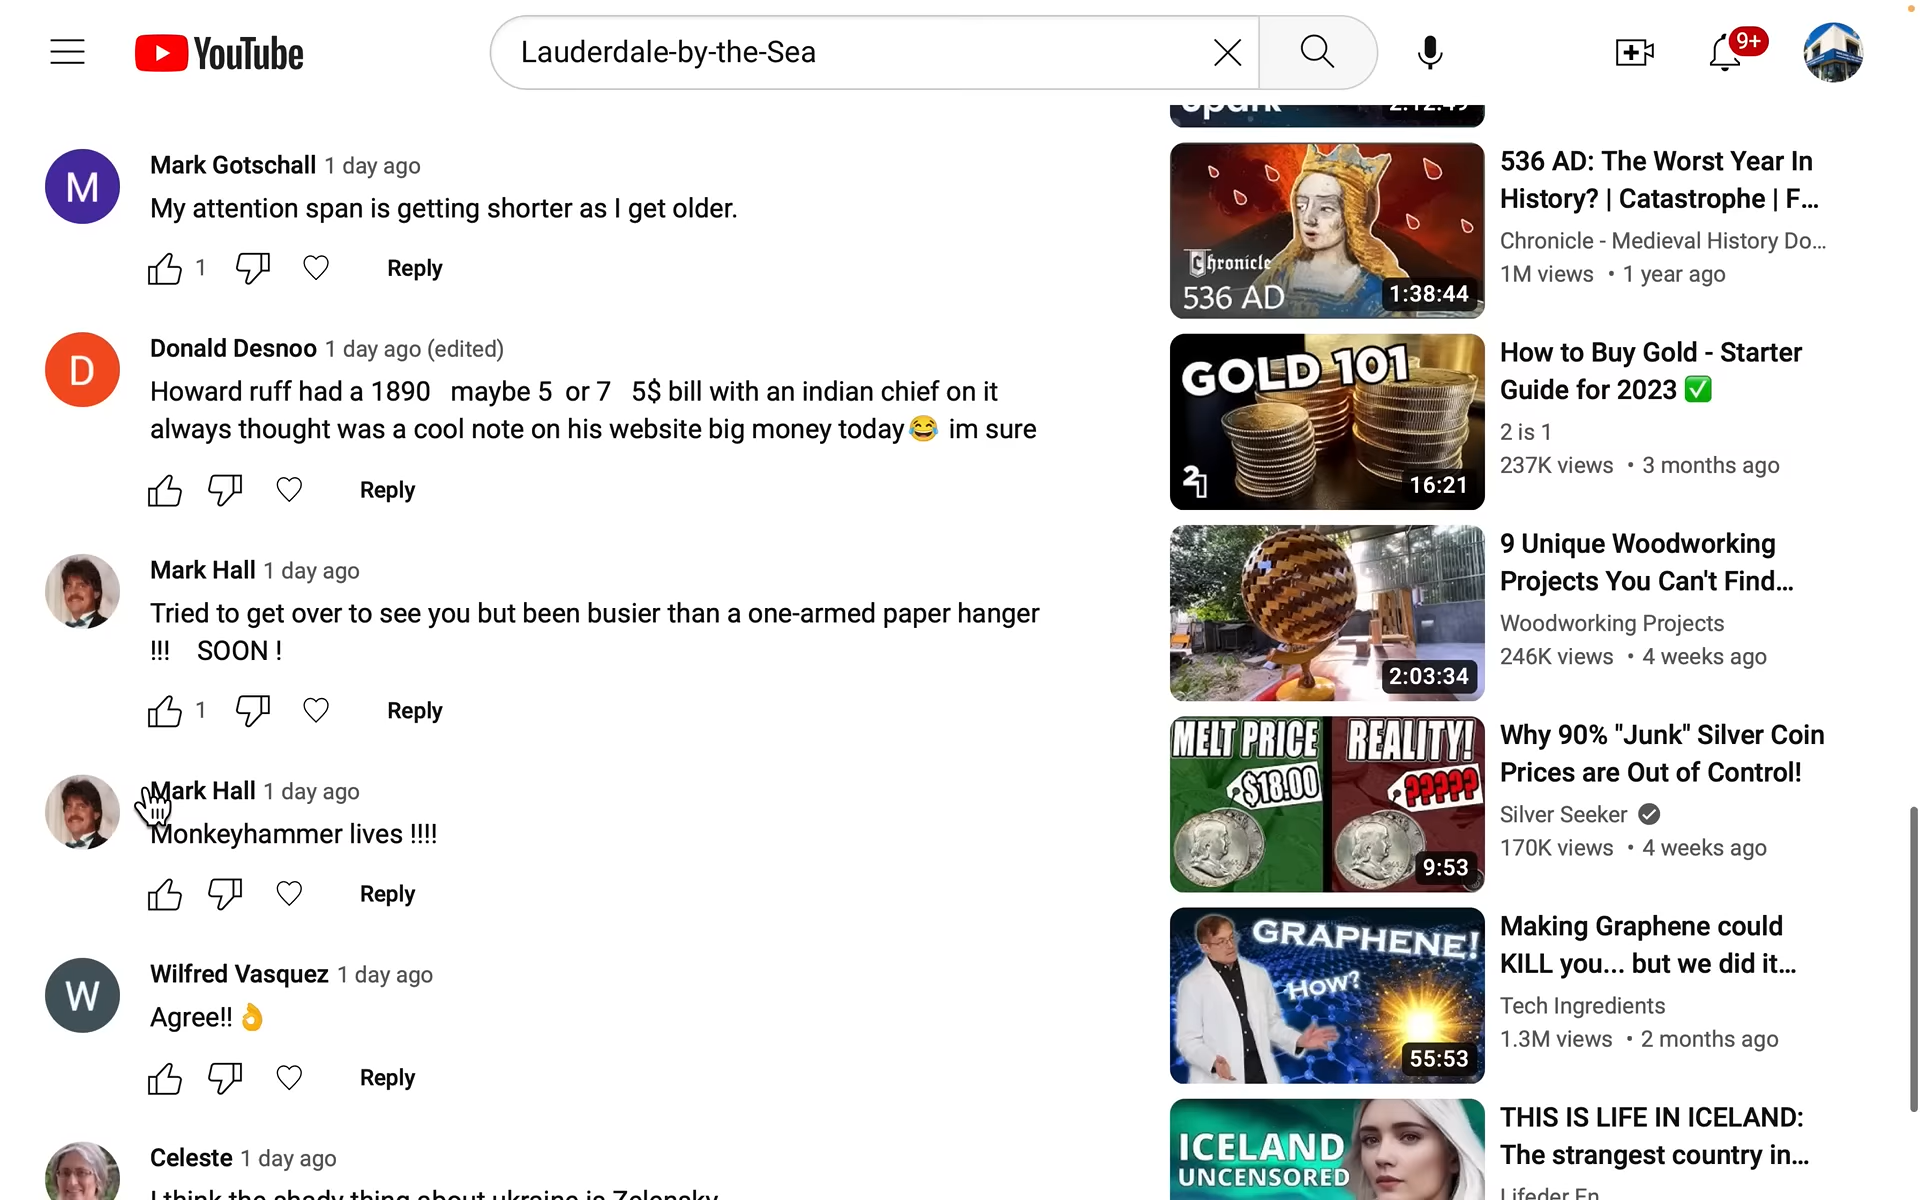 YouTube
Lauderdale-by-the-Sea
9+
Mark Gotschall 1 day ago
My attention span is getting shorter as I get older.
1
Reply
Donald Desnoo 1 day ago (edited)
Howard ruff had a 1890 maybe 5 or 7 5$ bill with an indian chief on it
always thought was a cool note on his website big money today😂 im sure
Reply
Mark Hall 1 day ago
Tried to get over to see you but been busier than a one-armed paper hanger
!!! SOON !
1
Reply
Mark Hall 1 day ago
Monkeyhammer lives !!!!
Reply
Wilfred Vasquez 1 day ago
Agree!! 👌
Reply
Celeste 1 day ago
I think the shady thing about ukraine is Zelensky
M
D
W
2:12:49
Chronicle
536 AD
1:38:44
536 AD: The Worst Year In
History? | Catastrophe | F...
Chronicle - Medieval History Do...
1M views • 1 year ago
GOLD 101
21
16:21
How to Buy Gold - Starter
Guide for 2023 ✅
2 is 1
237K views • 3 months ago
2:03:34
9 Unique Woodworking
Projects You Can't Find...
Woodworking Projects
246K views • 4 weeks ago
MELT PRICE
$18.00
REALITY!
?????
9:53
Why 90% "Junk" Silver Coin
Prices are Out of Control!
Silver Seeker
170K views • 4 weeks ago
GRAPHENE!
HOW?
55:53
Making Graphene could
KILL you... but we did it...
Tech Ingredients
1.3M views • 2 months ago
ICELAND
UNCENSORED
THIS IS LIFE IN ICELAND:
The strangest country in...
Lifeder En